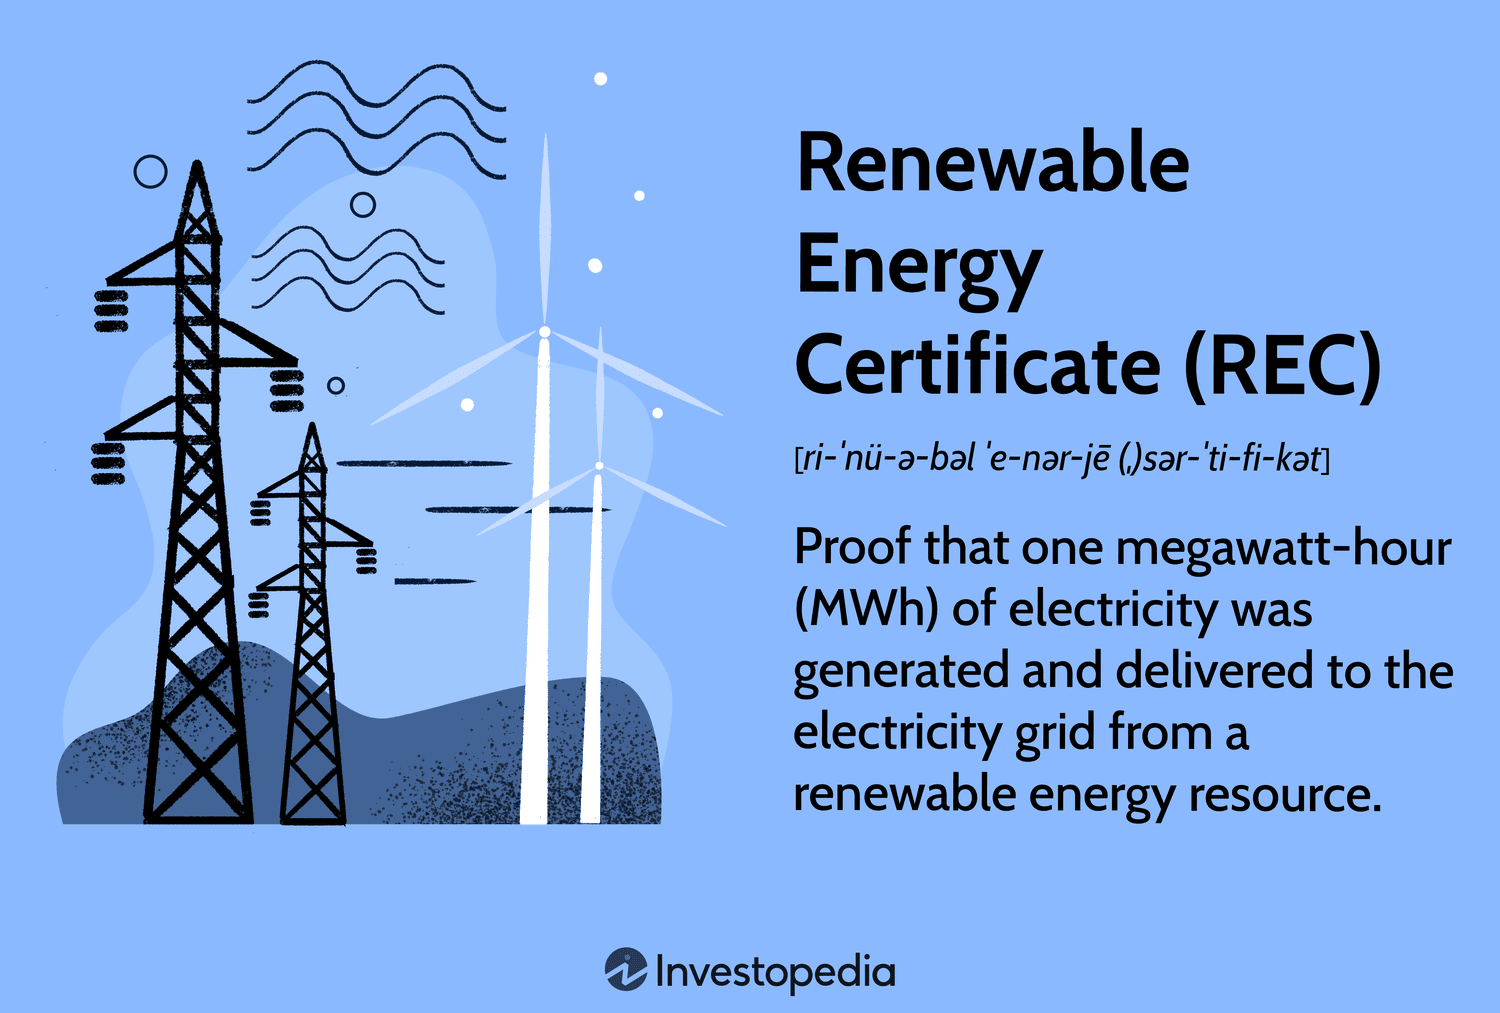 Renewable
Energy
Certificate (REC)
[ri-ˈnü-ə-bəl ˈe-nər-jē (ˌ)sər-ˈti-fi-kət]
Proof that one megawatt-hour
(MWh) of electricity was
generated and delivered to the
electricity grid from a
renewable energy resource.
Investopedia